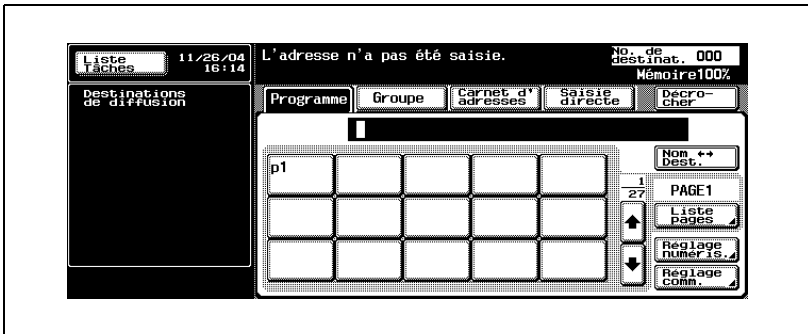 Liste
Tâches
11/26/04
16:14
L'adresse n'a pas été saisie.
No. de
destinat. 000
Mémoire100%
Destinations
de diffusion
Programme
Groupe
Carnet d'
adresses
Saisie
directe
Décro-
cher
Nom ↔
Dest.
p1
1
27
PAGE1
Liste
pages
Réglage
numéris.
Réglage
comm.